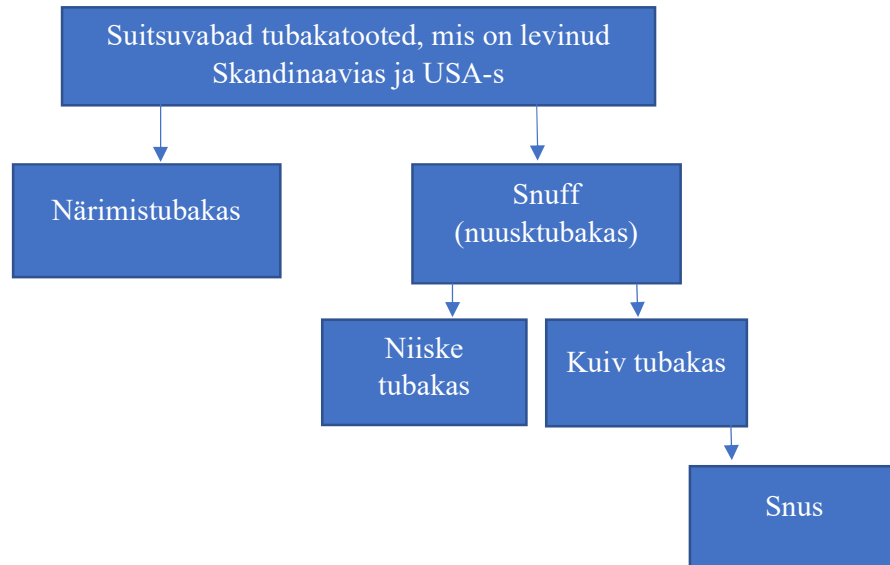 Suitsuvabad tubakatooted, mis on levinud
Skandinaavias ja USA-s
Närimistubakas
Snuff
(nuusktubakas)
Niiske
tubakas
Kuiv tubakas
Snus